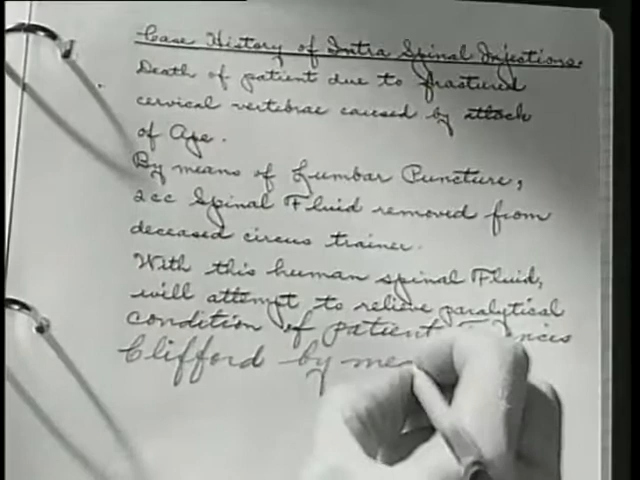 Case History of Intra Spinal Injections.
Death of patient due to fractured
cervical vertebrae caused by attack
of Ape.
By means of Lumbar Puncture,
2cc Spinal Fluid removed from
deceased circus trainer.
With this human spinal Fluid,
will attempt to relieve paralytical
condition of patient
Clifford by me